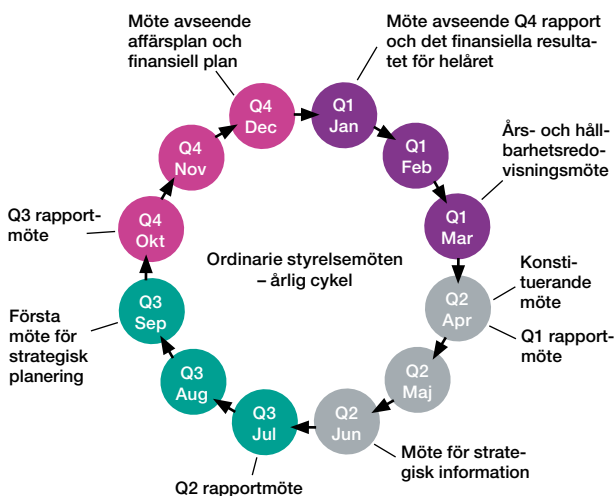 Möte avseende
affärsplan och
finansiell plan
Möte avseende Q4 rapport
och det finansiella resulta-
tet för helåret
Q4
Dec
Q1
Jan
Q4
Nov
Q1
Feb
Års- och håll-
barhetsredo-
visningsmöte
Q3 rapport-
möte
Q4
Okt
Q1
Mar
Ordinarie styrelsemöten
– årlig cykel
Konsti-
tuerande
möte
Första
möte för
strategisk
planering
Q3
Sep
Q2
Apr
Q1 rapport-
möte
Q3
Aug
Q2
Maj
Q3
Jul
Q2
Jun
Möte för strate-
gisk information
Q2 rapportmöte